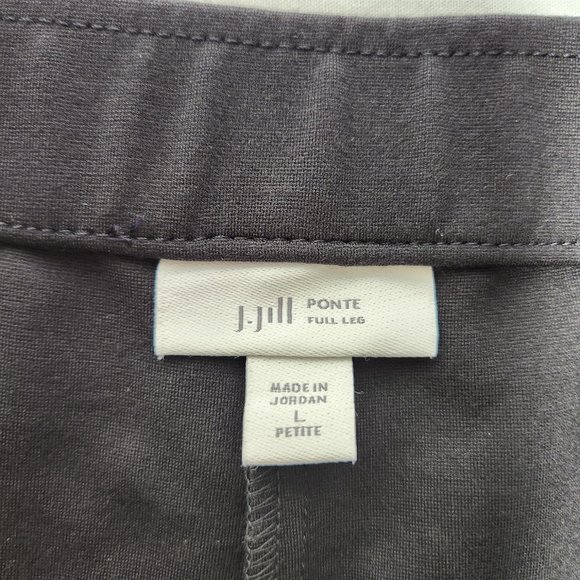 J.Jill PONTE
FULL LEG
MADE IN
JORDAN
L
PETITE